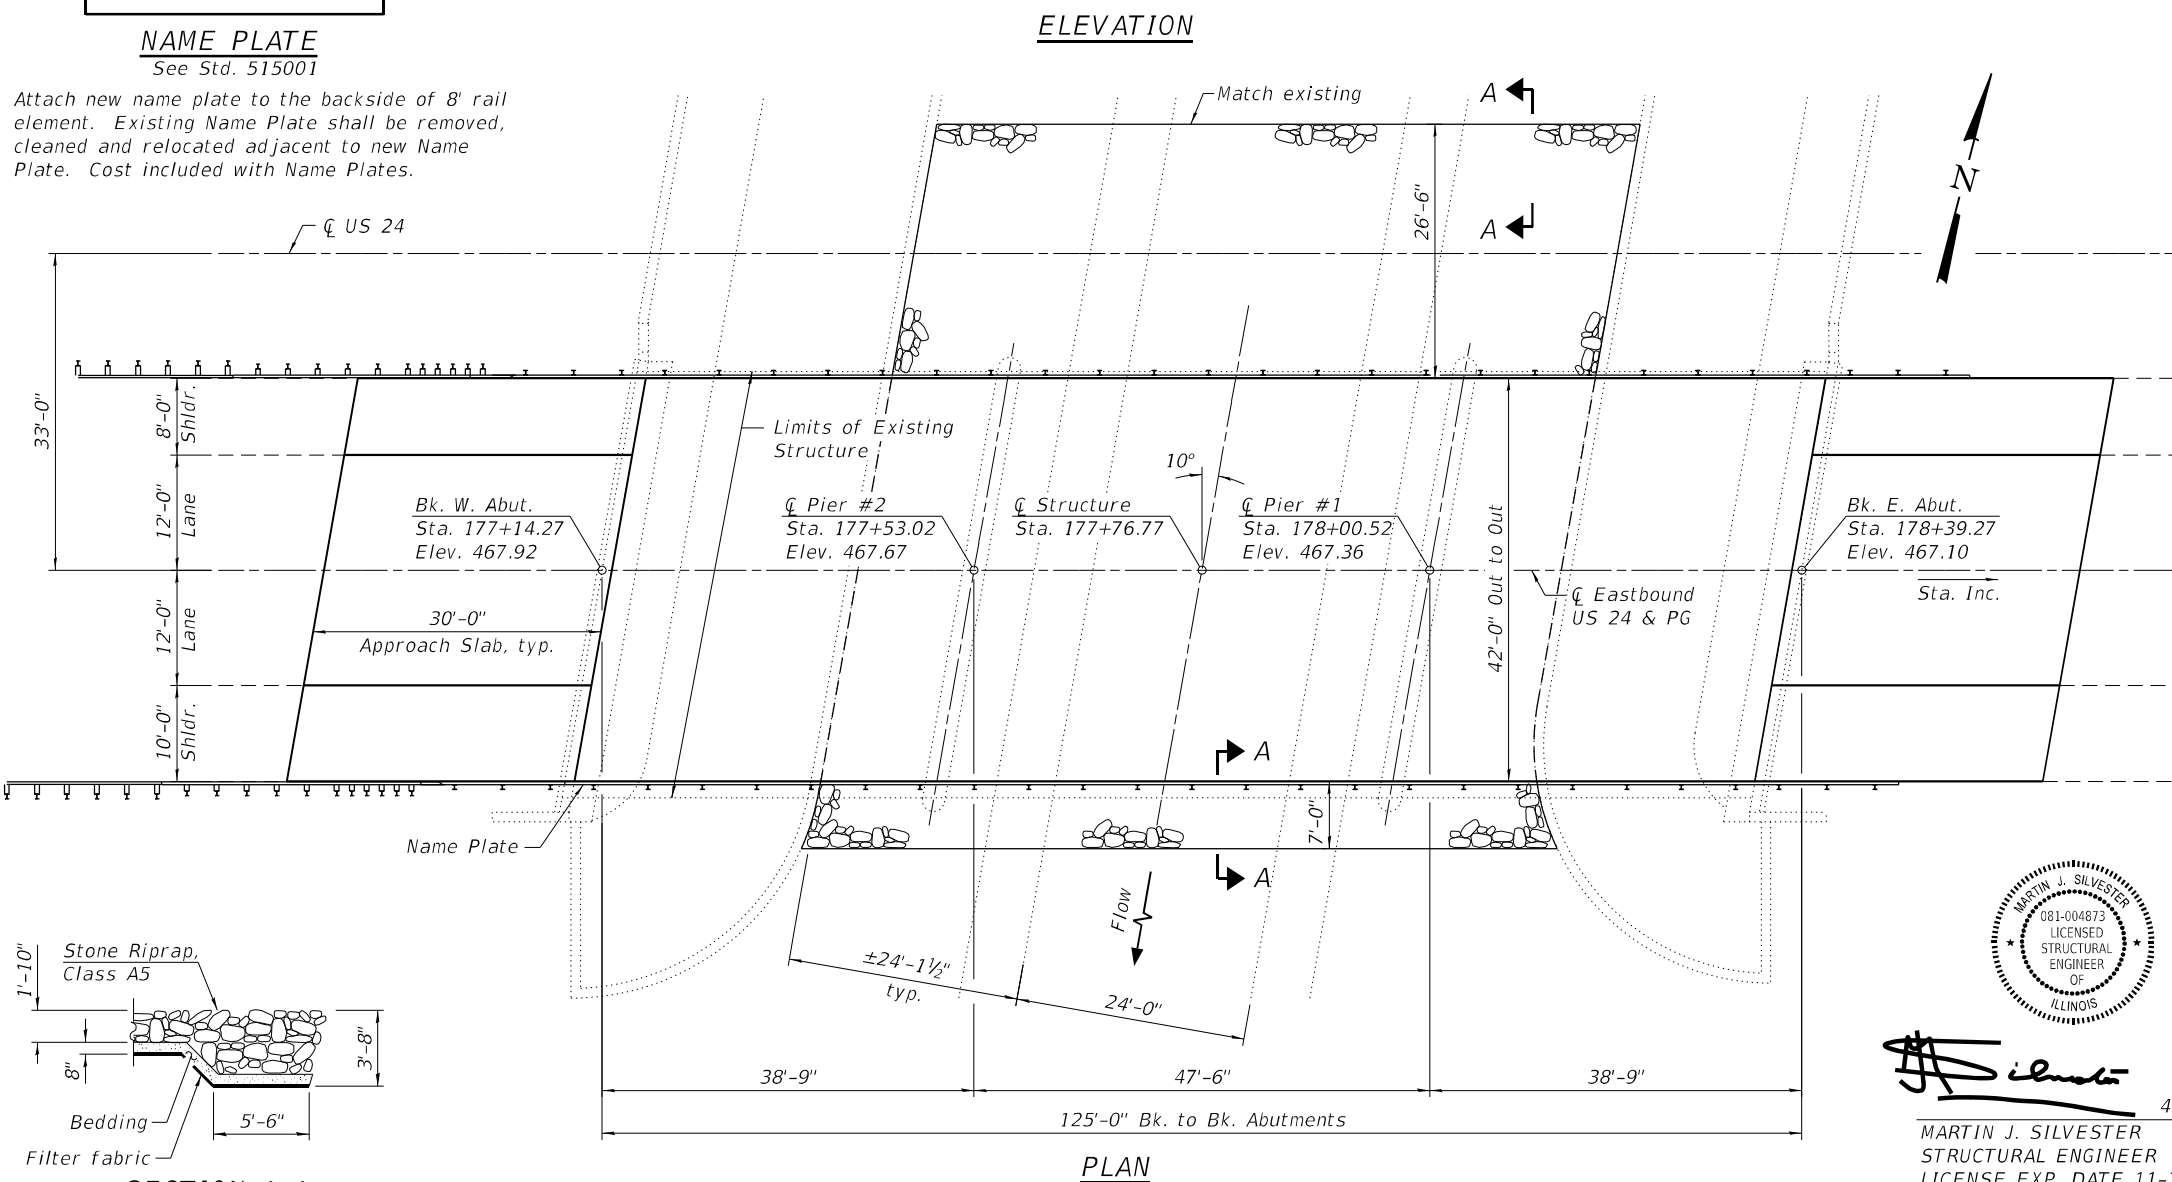 ELEVATION
NAME PLATE
See Std. 515001
Attach new name plate to the backside of 8' rail
element. Existing Name Plate shall be removed,
cleaned and relocated adjacent to new Name
Plate. Cost included with Name Plates.
Match existing
A
A
N
26'-6"
℄ US 24
33'-0"
8'-0"
Shldr.
12'-0"
Lane
12'-0"
Lane
10'-0"
Shldr.
Limits of Existing
Structure
10°
Bk. W. Abut.
Sta. 177+14.27
Elev. 467.92
℄ Pier #2
Sta. 177+53.02
Elev. 467.67
℄ Structure
Sta. 177+76.77
℄ Pier #1
Sta. 178+00.52
Elev. 467.36
42'-0" Out to Out
Bk. E. Abut.
Sta. 178+39.27
Elev. 467.10
Sta. Inc.
℄ Eastbound
US 24 & PG
30'-0"
Approach Slab, typ.
A
7'-0"
Name Plate
A
Flow
±24'-1½"
typ.
24'-0"
38'-9"
47'-6"
38'-9"
125'-0" Bk. to Bk. Abutments
PLAN
Stone Riprap,
Class A5
1'-10"
8"
3'-8"
Bedding
5'-6"
Filter fabric
MARTIN J. SILVESTER
081-004873
LICENSED
STRUCTURAL
ENGINEER
OF
ILLINOIS
4
MARTIN J. SILVESTER
STRUCTURAL ENGINEER
LICENSE EXP. DATE 11-